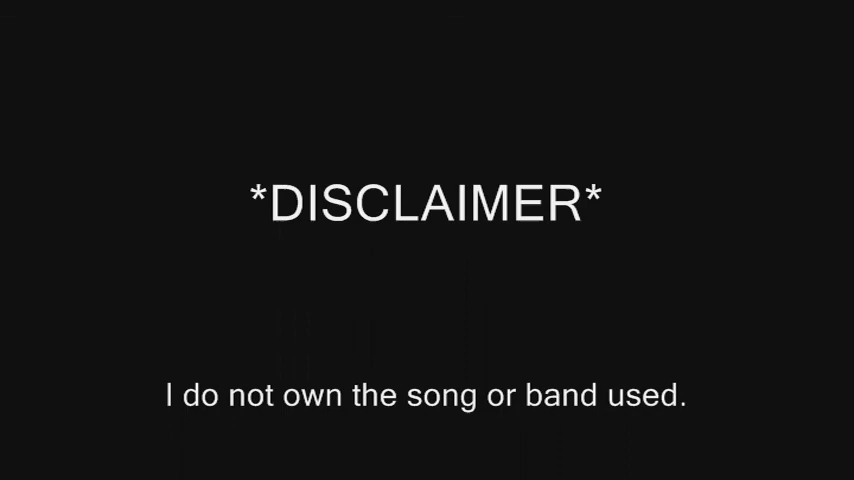 *DISCLAIMER*
I do not own the song or band used.